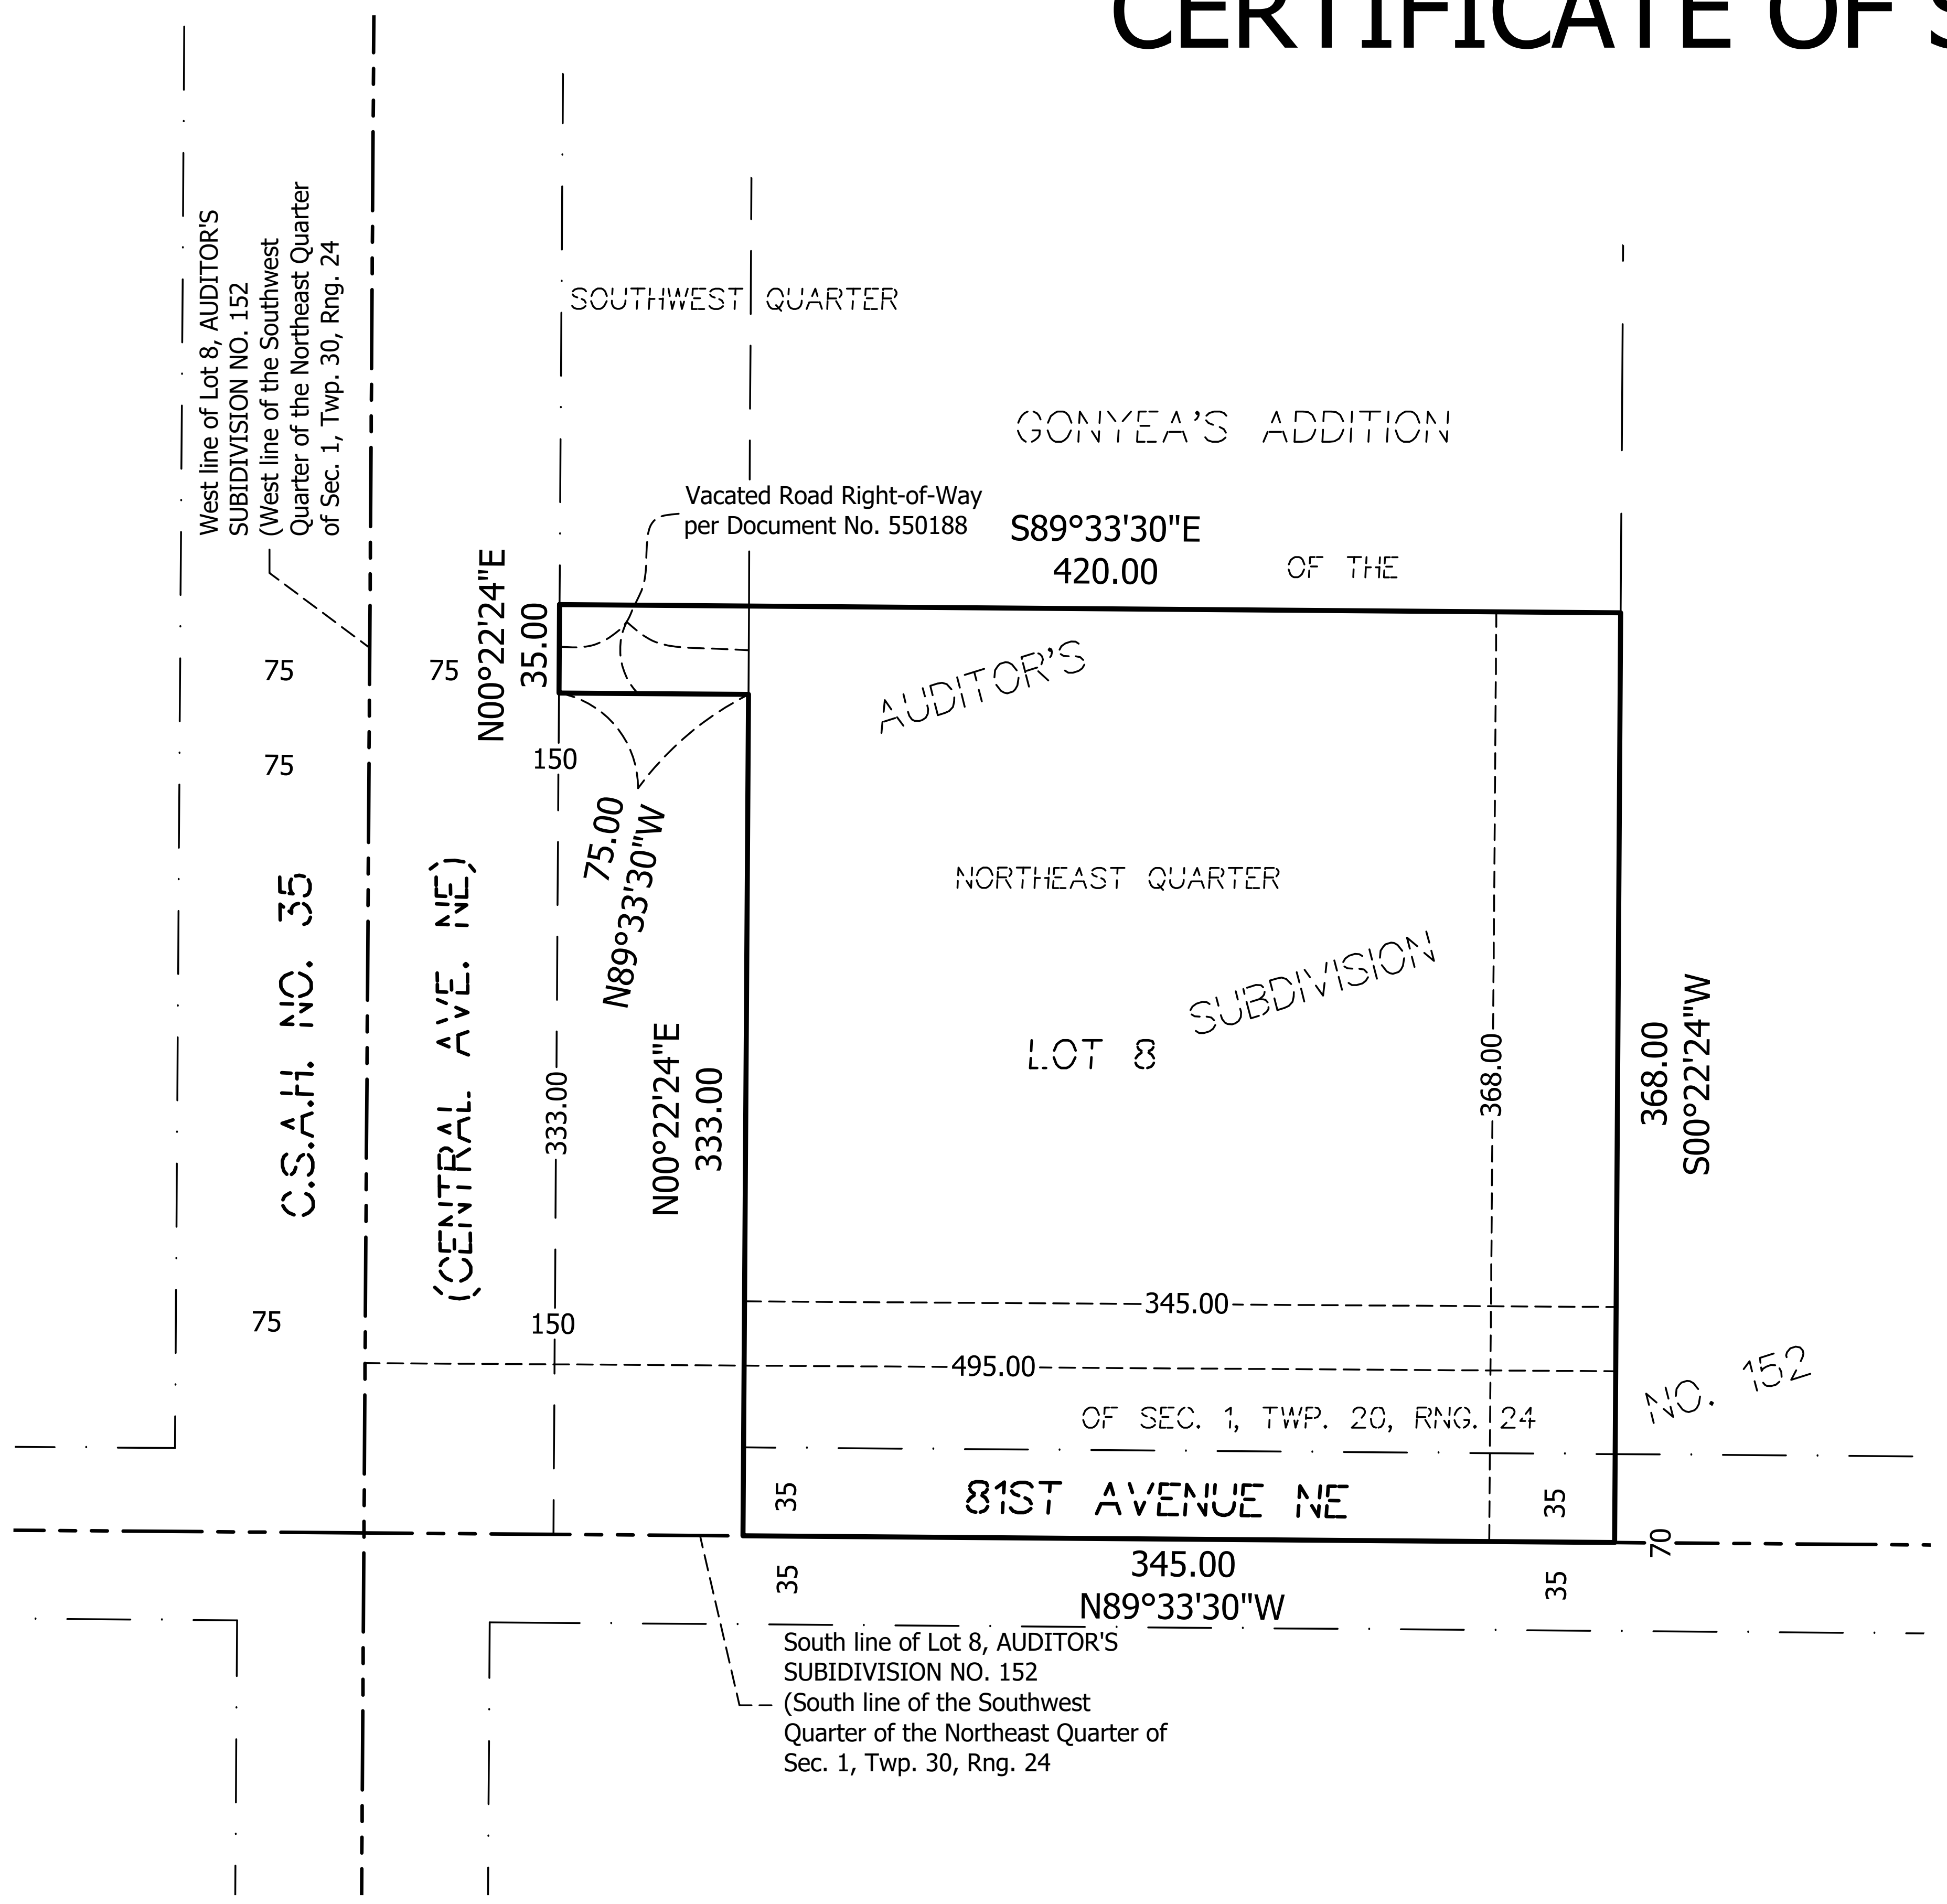 CERTIFICATE OF S
West line of Lot 8, AUDITOR'S
SUBIDIVISION NO. 152
(West line of the Southwest
Quarter of the Northeast Quarter
of Sec. 1, Twp. 30, Rng. 24
SOUTHWEST QUARTER
GONYEA'S ADDITION
Vacated Road Right-of-Way
per Document No. 550188
S89°33'30"E
420.00
OF THE
N00°22'24"E
35.00
75
75
75
150
AUDITOR'S
75.00
N89°33'30"W
NORTHEAST QUARTER
C.S.A.H. NO. 35
(CENTRAL AVE. NE)
SUBDIVISION
LOT 8
333.00
N00°22'24"E
333.00
368.00
368.00
S00°22'24"W
75
150
345.00
495.00
NO. 152
OF SEC. 1, TWP. 20, RNG. 24
35
81ST AVENUE NE
35
70
35
345.00
N89°33'30"W
35
South line of Lot 8, AUDITOR'S
SUBIDIVISION NO. 152
(South line of the Southwest
Quarter of the Northeast Quarter of
Sec. 1, Twp. 30, Rng. 24